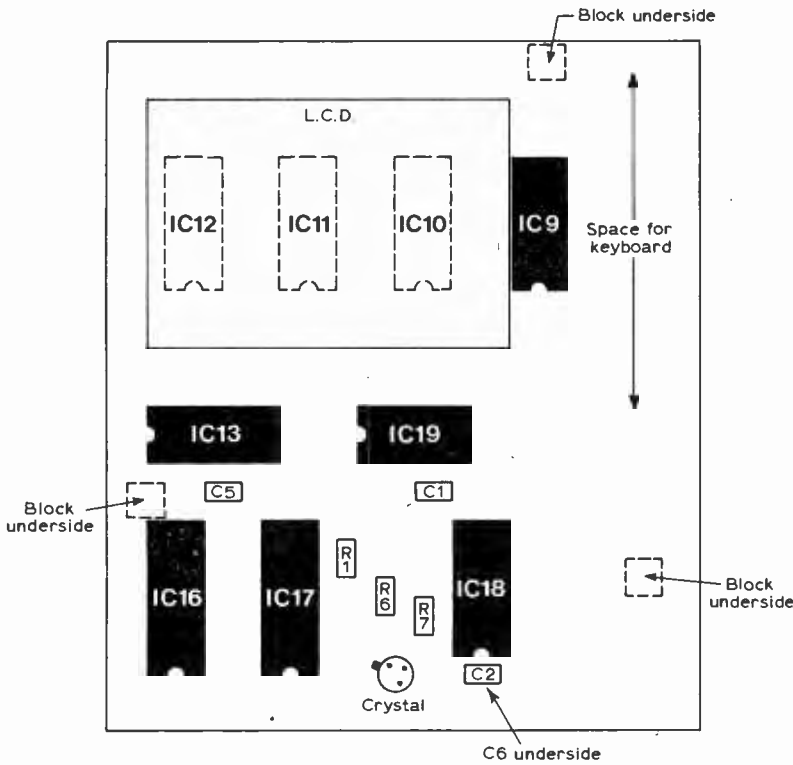 Block underside
L.C.D.
IC12
IC11
IC10
IC9
Space for
keyboard
IC13
IC19
C5
C1
Block
underside
R
1
R
6
R
7
IC16
IC17
IC18
Block
underside
C2
Crystal
C6 underside